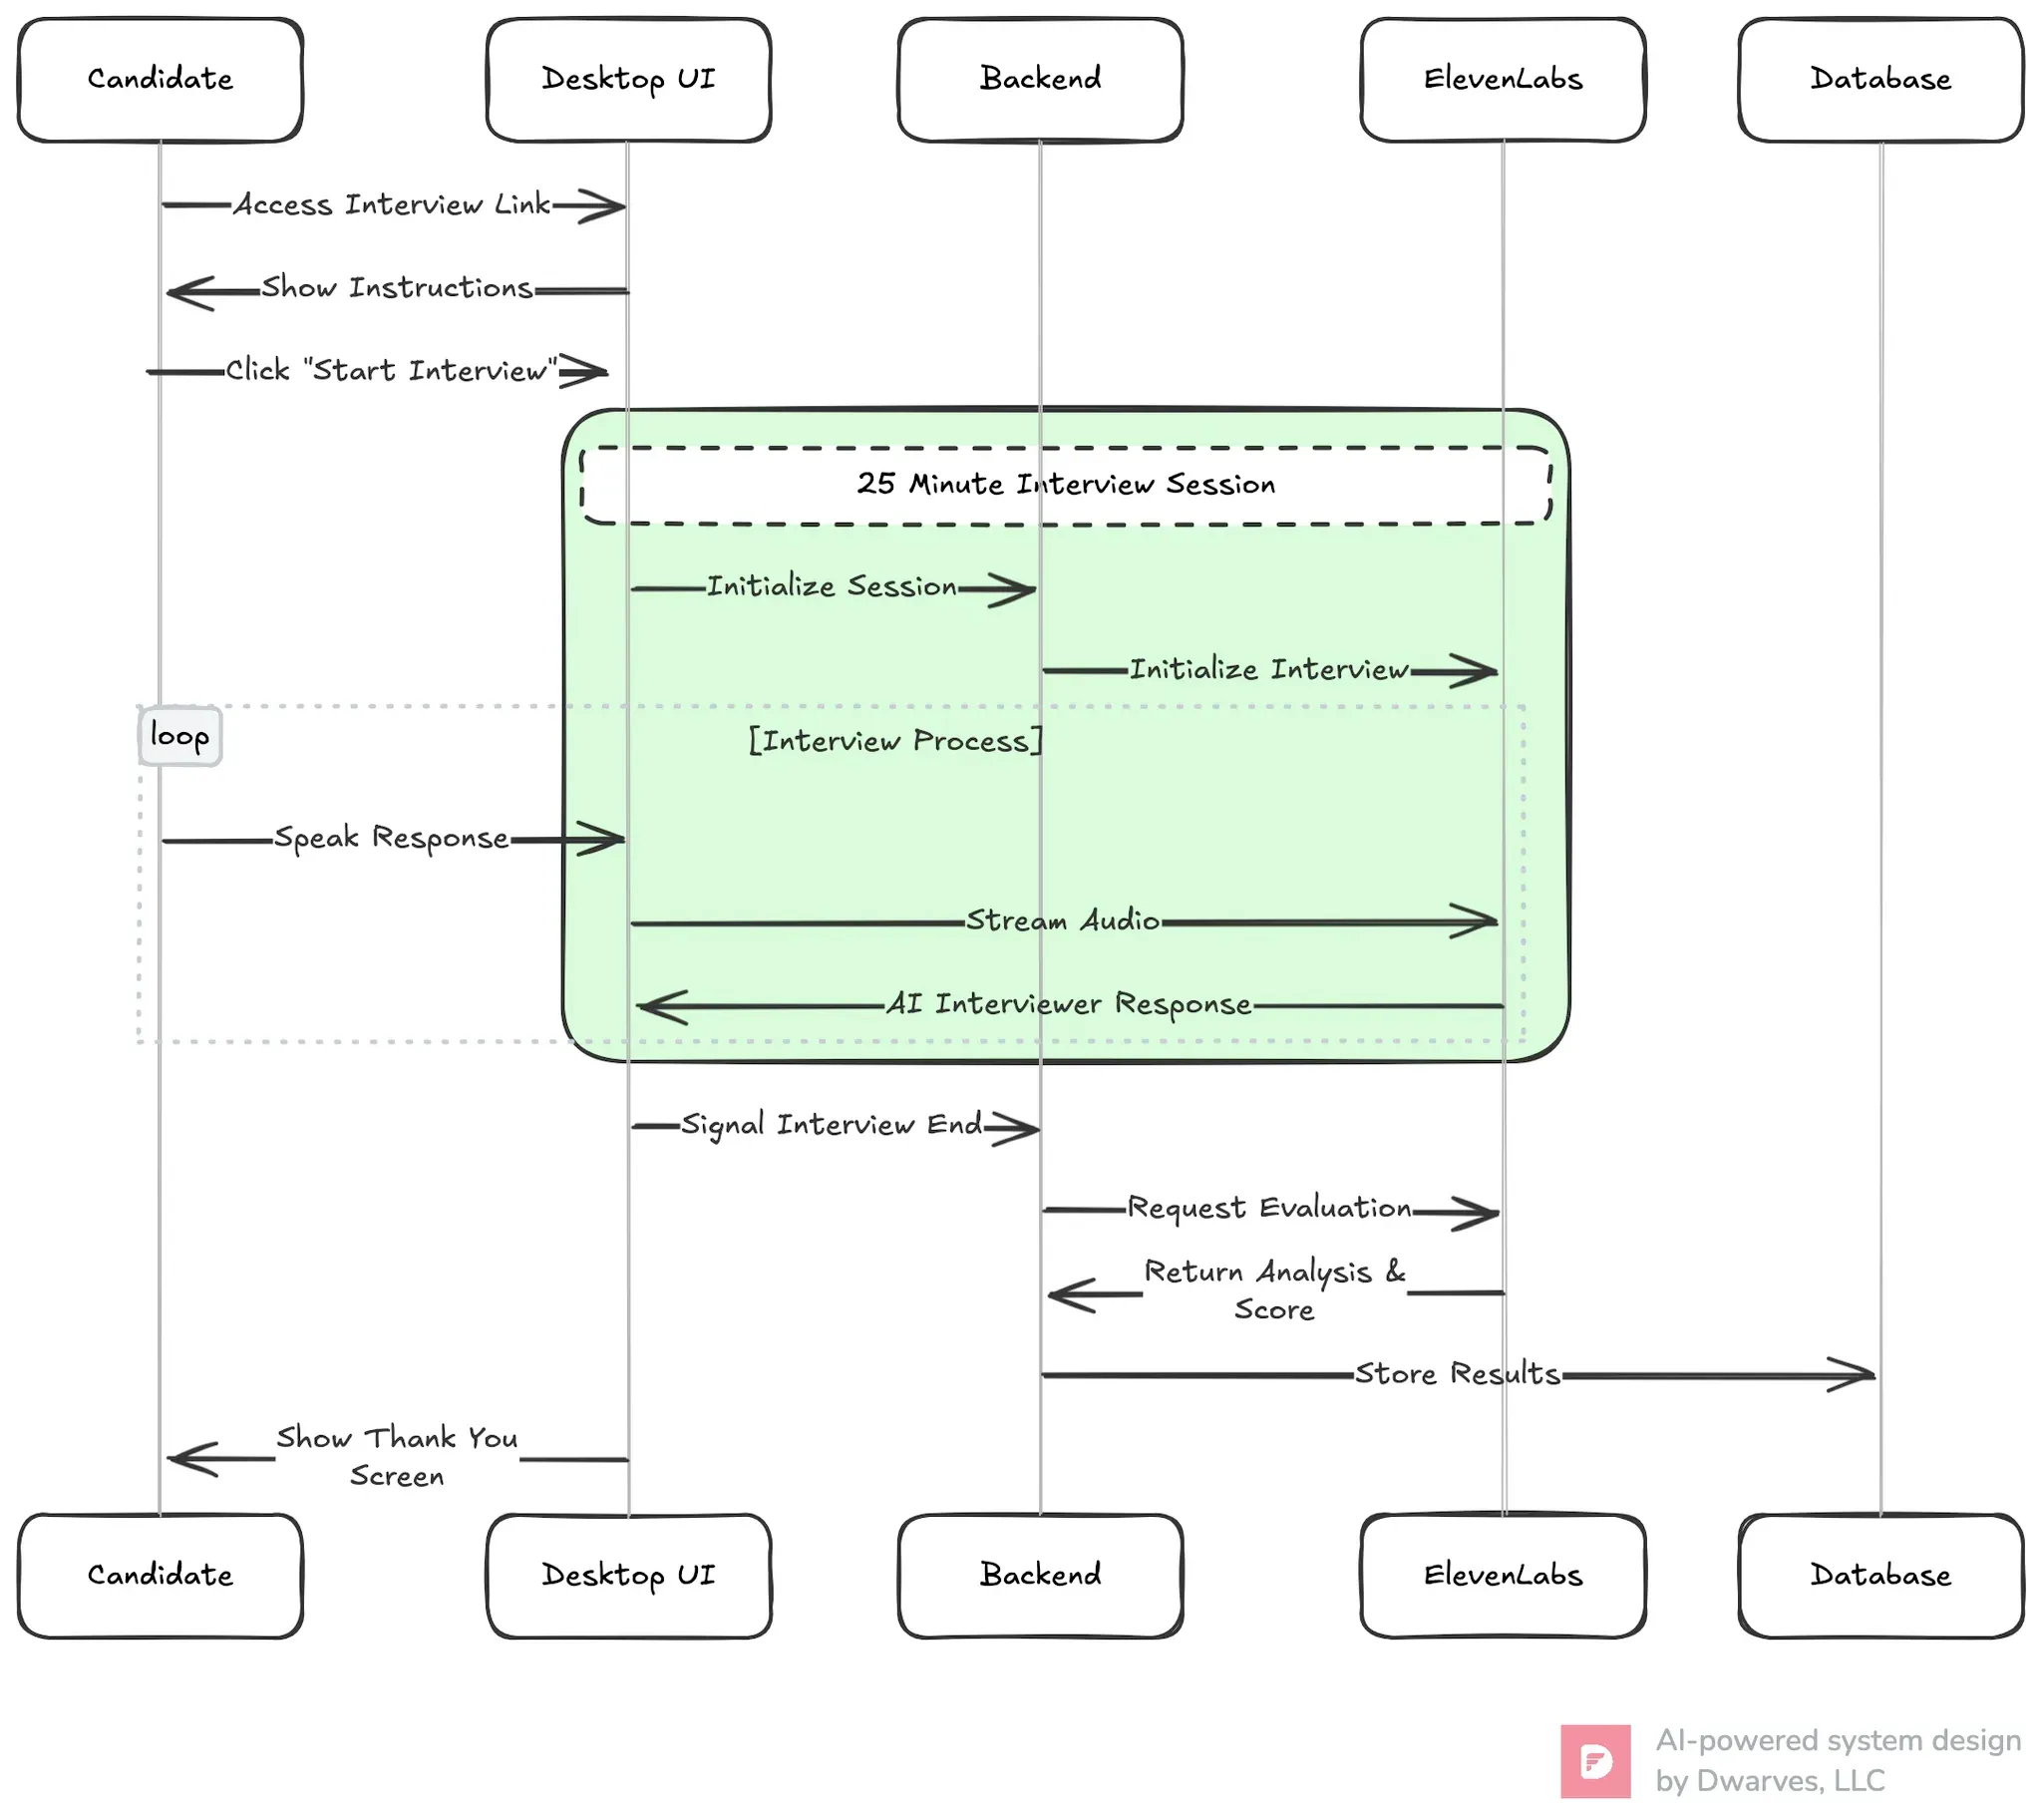 Candidate
Desktop UI
Backend
ElevenLabs
Database
Access Interview Link
Show Instructions
Click "Start Interview"
25 Minute Interview Session
Initialize Session
Initialize Interview
loop
[Interview Process]
Speak Response
Stream Audio
AI Interviewer Response
Signal Interview End
Request Evaluation
Return Analysis &
Score
Store Results
Show Thank You
Screen
Candidate
Desktop UI
Backend
ElevenLabs
Database
AI-powered system design
by Dwarves, LLC